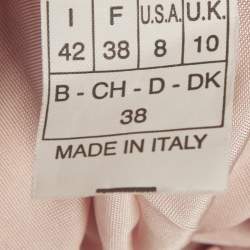 I F U.S.A. U.K.
42 38 8 10
B - CH - D - DK
38
MADE IN ITALY